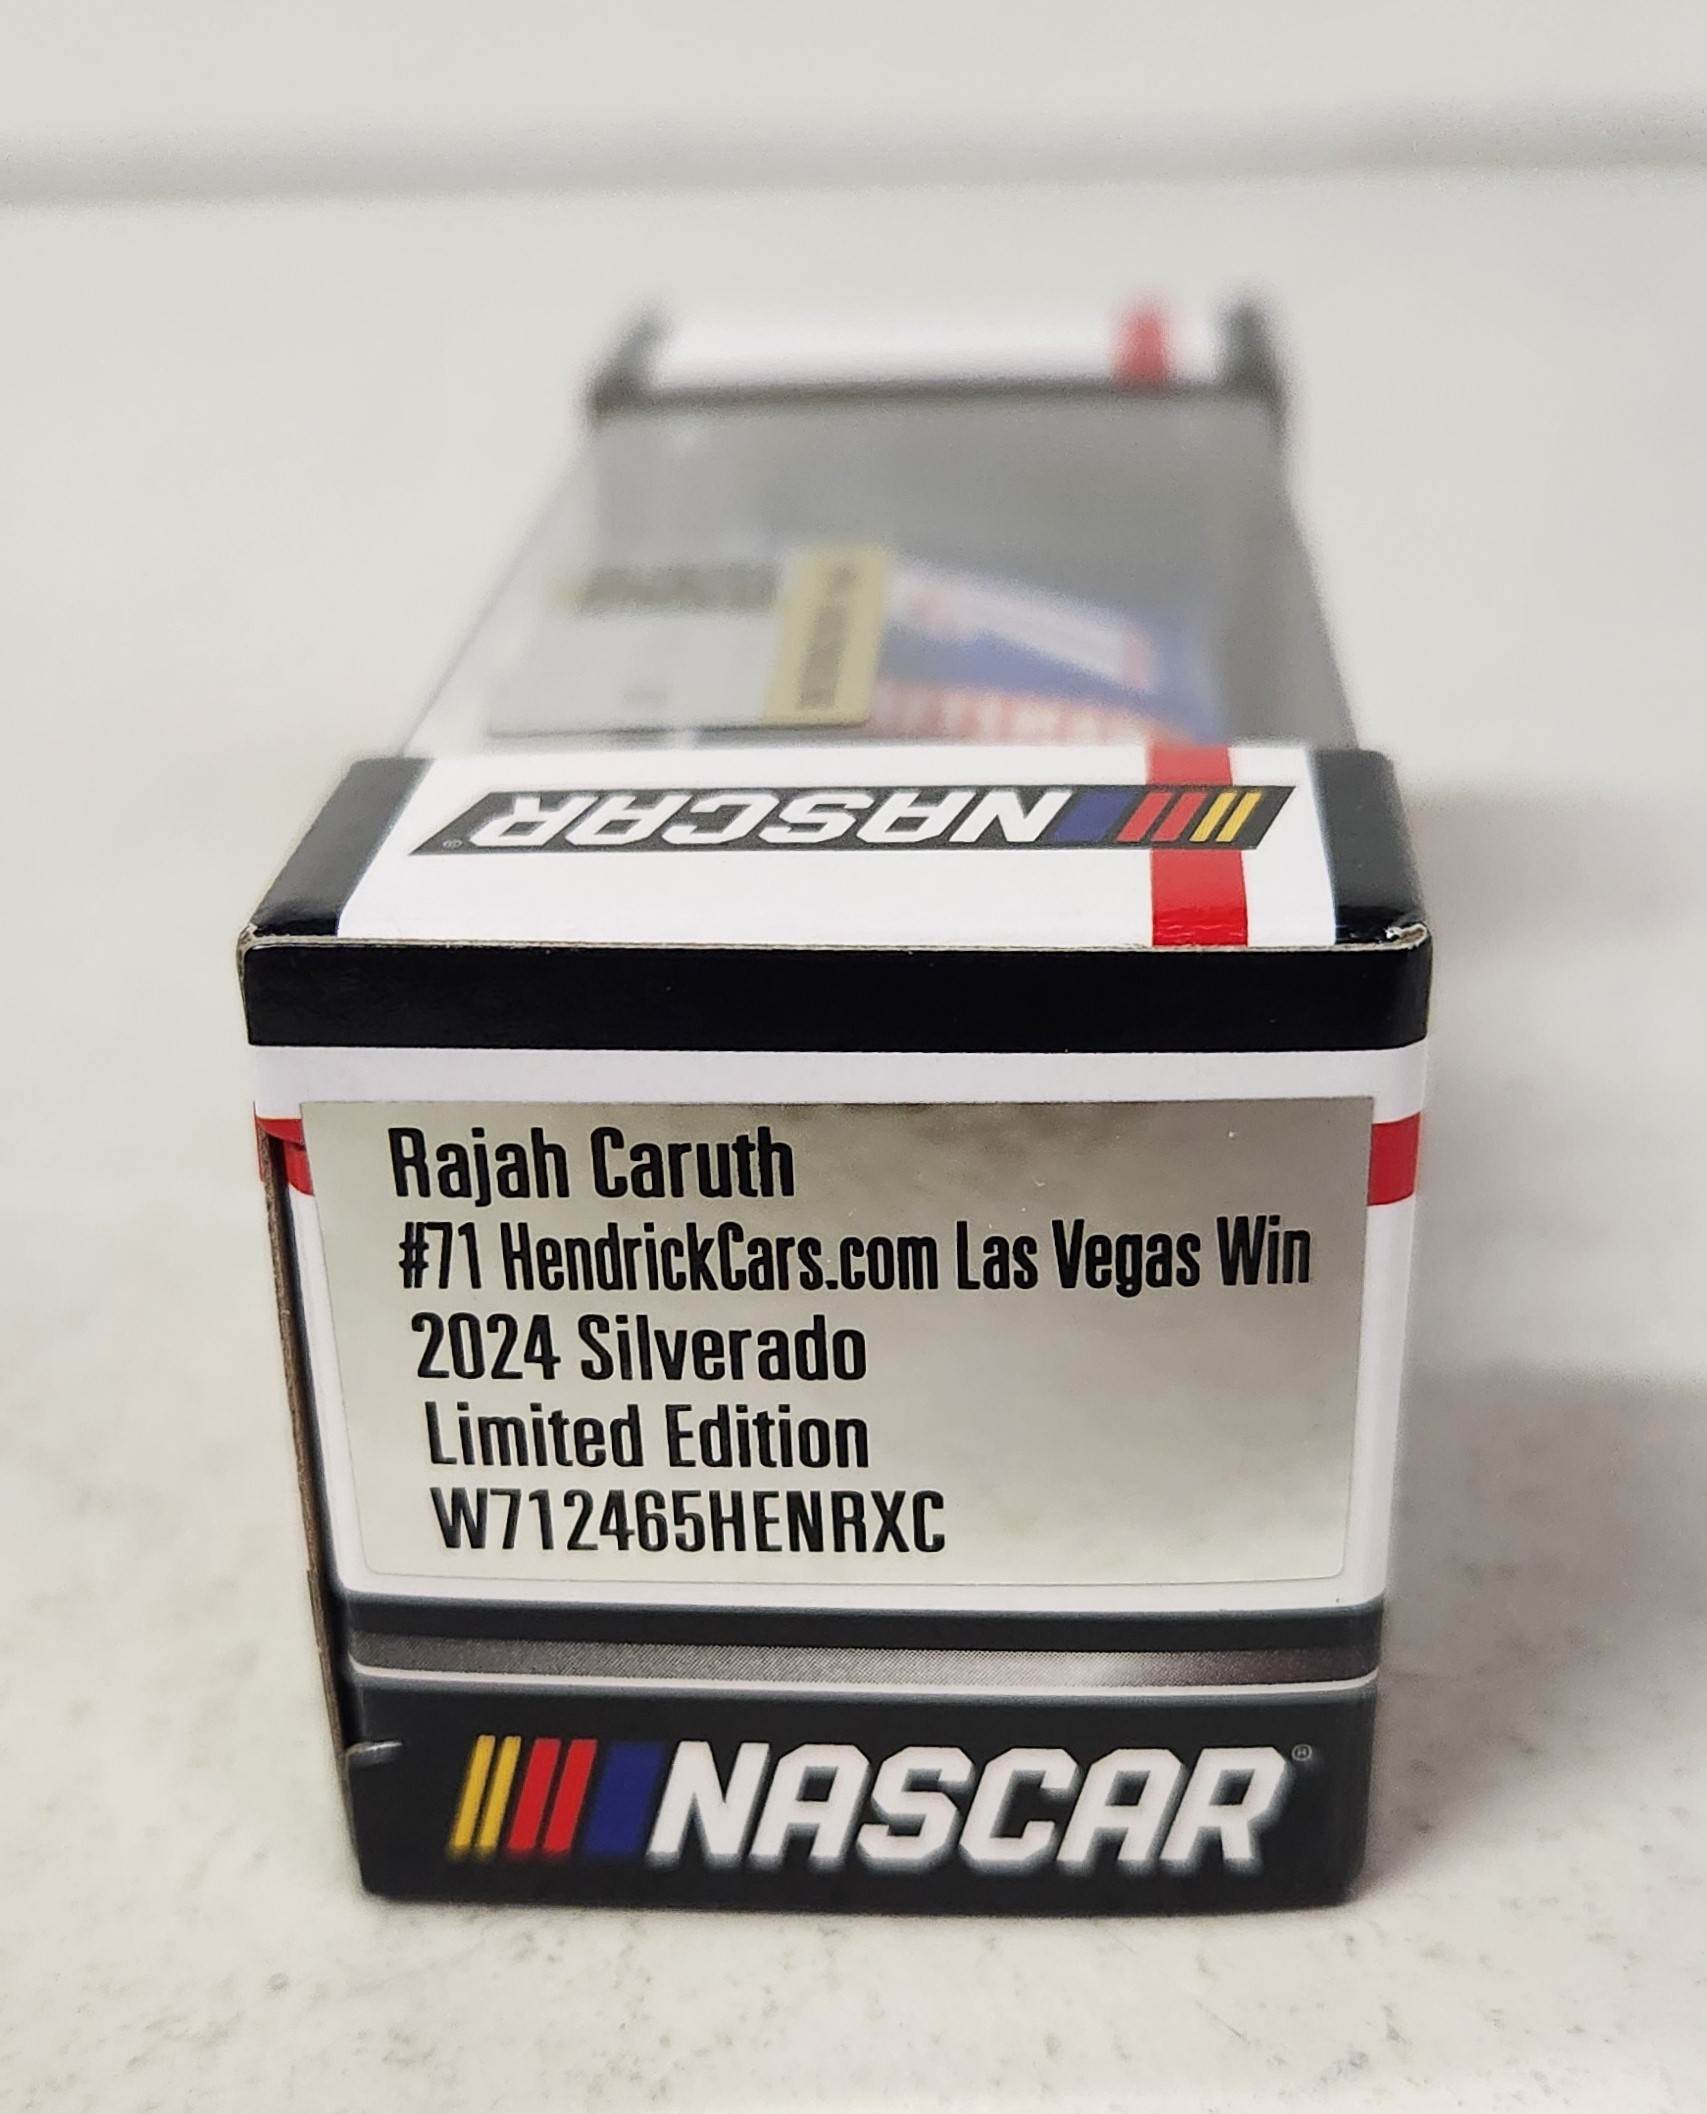 NASCAR
Rajah Caruth
#71 HendrickCars.com Las Vegas Win
2024 Silverado
Limited Edition
W712465HENRXC
NASCAR®